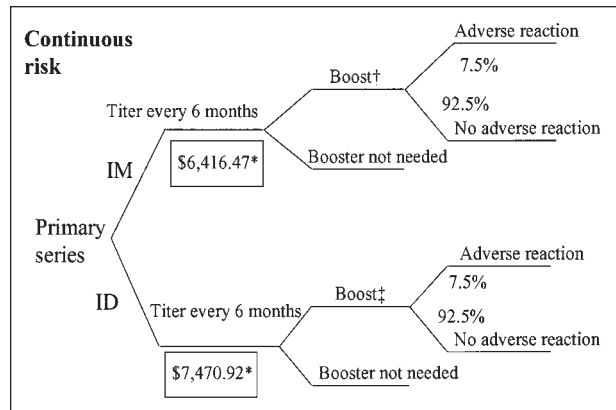 Continuous
risk
Adverse reaction
7.5%
Boost†
92.5%
Titer every 6 months
No adverse reaction
IM
$6,416.47*
Booster not needed
Primary
series
Adverse reaction
7.5%
ID
Titer every 6 months
Boost‡
92.5%
No adverse reaction
$7,470.92*
Booster not needed